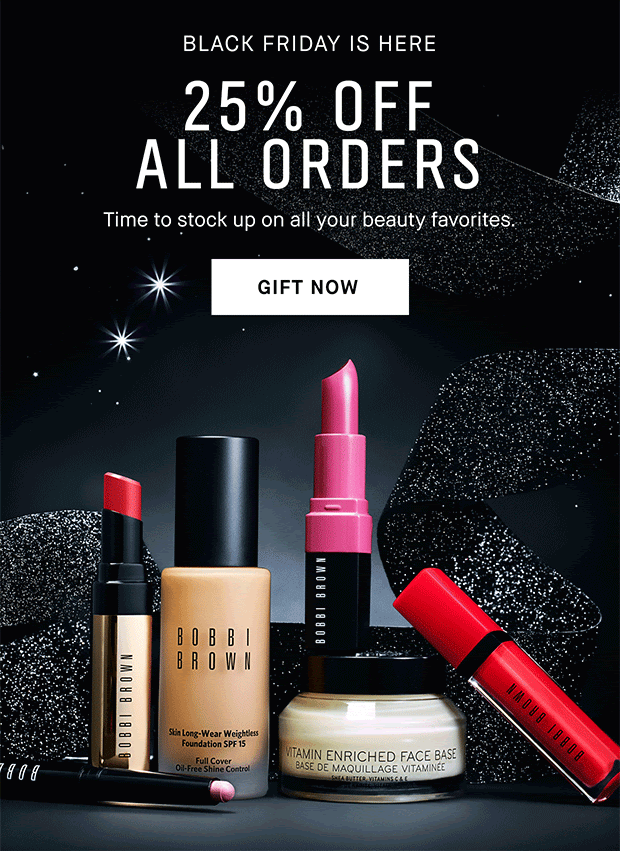 BLACK FRIDAY IS HERE
25% OFF
ALL ORDERS
Time to stock up on all your beauty favorites.
GIFT NOW
BOBBI BROWN
BOBBI
BROWN
Skin Long-Wear Weightless
Foundation SPF 15
Full Cover
Oil-Free Shine Control
BOBBI BROWN
VITAMIN ENRICHED FACE BASE
BASE DE MAQUILLAGE VITAMINÉE
SHEA BUTTER, VITAMINS C & E
BOBBI BROWN
BOBB